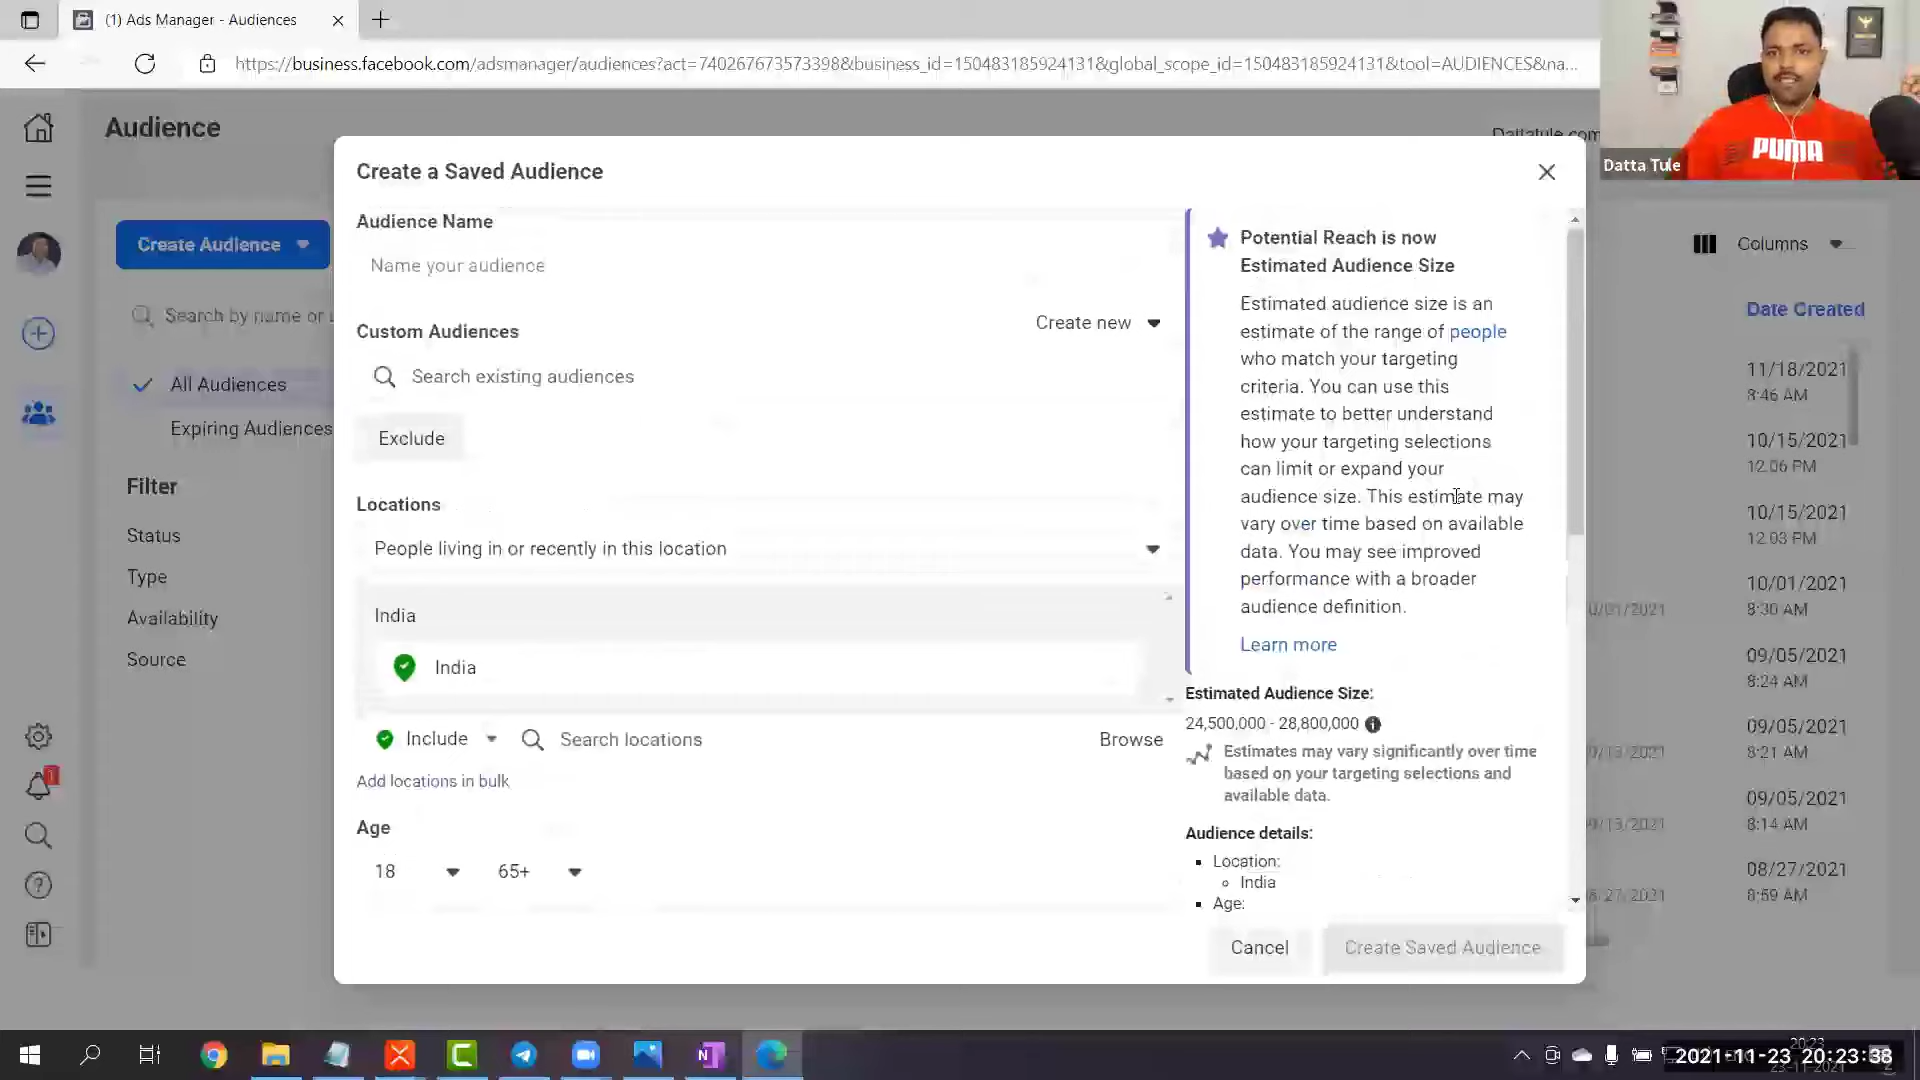 (1) Ads Manager - Audiences
https://business.facebook.com/adsmanager/audiences?act=740267673573398&business_id=150483185924131&global_scope_id=150483185924131&tool=AUDIENCES&na...
PUMA
Datta Tule
Audience
Dattatule.com
Create Audience
Search by name or
All Audiences
Expiring Audiences
Filter
Status
Type
Availability
Source
Create a Saved Audience
Audience Name
Name your audience
Custom Audiences
Create new
Search existing audiences
Exclude
Locations
People living in or recently in this location
India
India
Include
Search locations
Browse
Add locations in bulk
Age
18
65+
Potential Reach is now
Estimated Audience Size
Estimated audience size is an
estimate of the range of people
who match your targeting
criteria. You can use this
estimate to better understand
how your targeting selections
can limit or expand your
audience size. This estimate may
vary over time based on available
data. You may see improved
performance with a broader
audience definition.
Learn more
Estimated Audience Size:
24,500,000 - 28,800,000
Estimates may vary significantly over time
based on your targeting selections and
available data.
Audience details:
Location:
India
Age:
Cancel
Create Saved Audience
Columns
Date Created
11/18/2021
8:46 AM
10/15/2021
12:06 PM
10/15/2021
12:03 PM
10/01/2021
8:30 AM
09/05/2021
8:24 AM
09/05/2021
8:21 AM
09/05/2021
8:14 AM
08/27/2021
8:59 AM
1
20:23
23-11-2021
2021-11-23 20:23:38